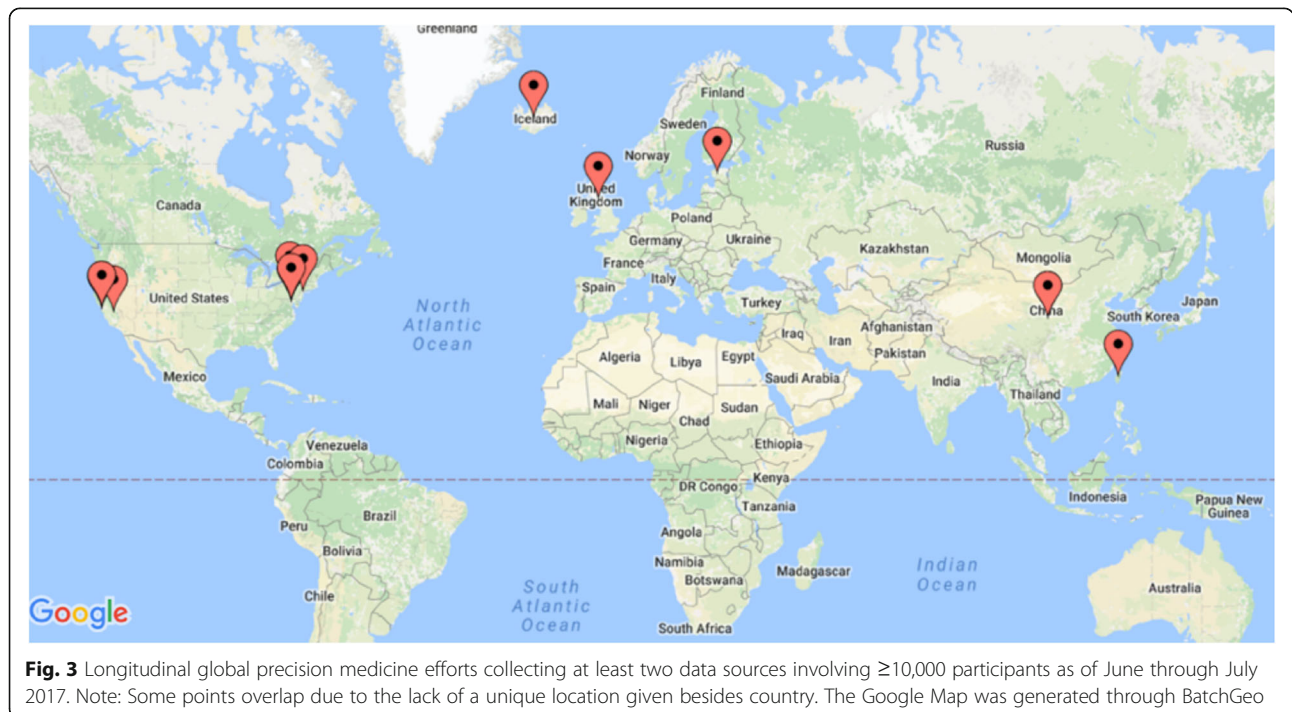 Greenland
Iceland
Finland
Sweden
Norway
Russia
United
Kingdom
Canada
Poland
Germany
Ukraine
Kazakhstan
Mongolia
France
Italy
Spain
United States
Turkey
China
Japan
South Korea
North
Atlantic
Ocean
Iraq
Iran
Afghanistan
Pakistan
Algeria
Libya
Egypt
Saudi Arabia
India
Mexico
Thailand
Mali
Niger
Chad
Sudan
Nigeria
Ethiopia
Venezuela
Colombia
DR Congo
Kenya
Tanzania
Indonesia
Papua New
Guinea
Peru
Brazil
Angola
Bolivia
Namibia
Botswana
Madagascar
Indian
Ocean
Australia
Chile
South
Atlantic
Ocean
South Africa
Google
Fig. 3 Longitudinal global precision medicine efforts collecting at least two data sources involving ≥10,000 participants as of June through July
2017. Note: Some points overlap due to the lack of a unique location given besides country. The Google Map was generated through BatchGeo